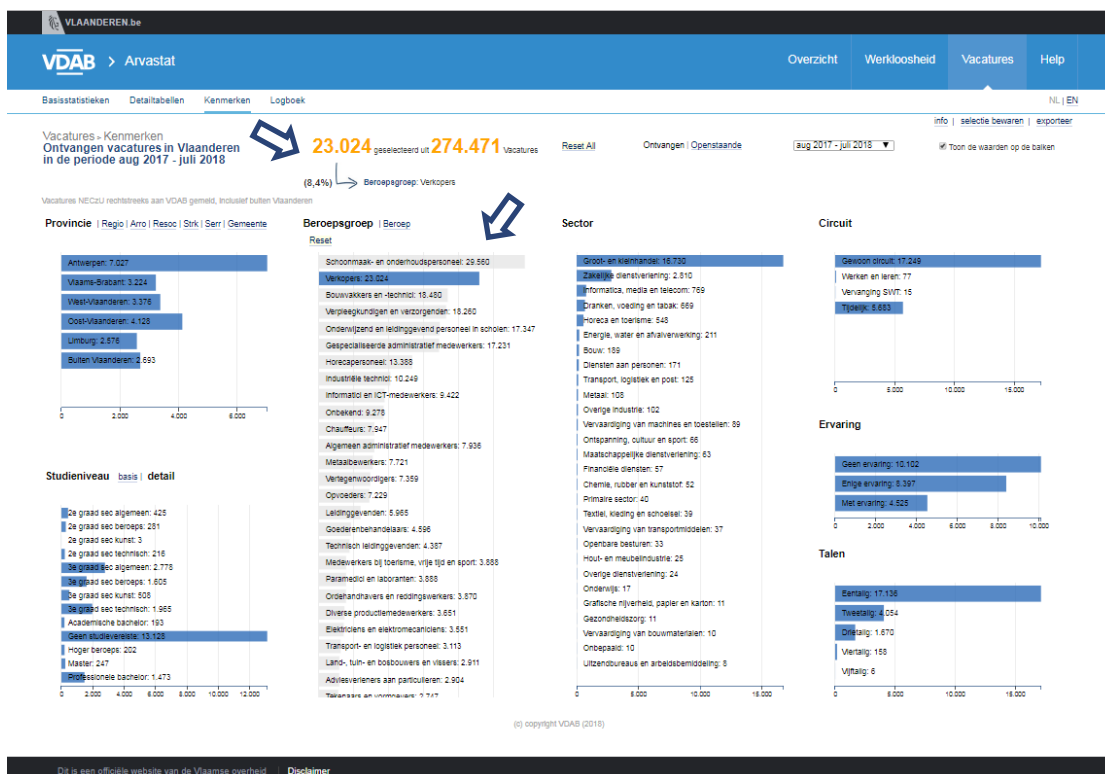 VLAANDEREN.be
VDAB > Arvastat
Overzicht Werkloosheid Vacatures Help
Basisstatistieken Detailtabellen Kenmerken Logboek NL | EN
info | selectie bewaren | exporteer
Vacatures » Kenmerken
Ontvangen vacatures in Vlaanderen
in de periode aug 2017 - juli 2018
23.024 geselecteerd uit 274.471 Vacatures
Reset All
Ontvangen | Openstaande
aug 2017 - juli 2018 ▼
Toon de waarden op de balken
(8,4%) Beroepsgroep: Verkopers
Vacatures NECzU rechtstreeks aan VDAB gemeld, inclusief buiten Vlaanderen
Provincie | Regio | Arro | Resoc | Strk | Serr | Gemeente
Antwerpen: 7.027
Vlaams-Brabant: 3.224
West-Vlaanderen: 3.376
Oost-Vlaanderen: 4.128
Limburg: 2.576
Buiten Vlaanderen: 2.693
0 2.000 4.000 6.000
Studieniveau basis | detail
2e graad sec algemeen: 425
2e graad sec beroeps: 281
2e graad sec kunst: 3
2e graad sec technisch: 216
3e graad sec algemeen: 2.778
3e graad sec beroeps: 1.605
3e graad sec kunst: 508
3e graad sec technisch: 1.965
Academische bachelor: 193
Geen studievereiste: 13.128
Hoger beroeps: 202
Master: 247
Professionele bachelor: 1.473
0 2.000 4.000 6.000 8.000 10.000 12.000
Beroepsgroep | Beroep
Reset
Schoonmaak- en onderhoudspersoneel: 29.560
Verkopers: 23.024
Bouwvakkers en -technici: 18.480
Verpleegkundigen en verzorgenden: 18.260
Onderwijzend en leidinggevend personeel in scholen: 17.347
Gespecialiseerde administratief medewerkers: 17.231
Horecapersoneel: 13.388
Industriële technici: 10.249
Informatici en ICT-medewerkers: 9.422
Onbekend: 9.278
Chauffeurs: 7.947
Algemeen administratief medewerkers: 7.936
Metaalbewerkers: 7.721
Vertegenwoordigers: 7.359
Opvoeders: 7.229
Leidinggevenden: 5.965
Goederenbehandelaars: 4.596
Technisch leidinggevenden: 4.387
Medewerkers bij toerisme, vrije tijd en sport: 3.888
Paramedici en laboranten: 3.888
Ordehandhavers en reddingswerkers: 3.870
Diverse productiemedewerkers: 3.651
Elektriciens en elektromecaniciens: 3.551
Transport- en logistiek personeel: 3.113
Land-, tuin- en bosbouwers en vissers: 2.911
Adviesverleners aan particulieren: 2.904
Tekenaars en vormgevers: 2.747
Sector
Groot- en kleinhandel: 16.730
Zakelijke dienstverlening: 2.810
Informatica, media en telecom: 769
Dranken, voeding en tabak: 669
Horeca en toerisme: 548
Energie, water en afvalverwerking: 211
Bouw: 189
Diensten aan personen: 171
Transport, logistiek en post: 125
Metaal: 108
Overige industrie: 102
Vervaardiging van machines en toestellen: 89
Ontspanning, cultuur en sport: 66
Maatschappelijke dienstverlening: 63
Financiële diensten: 57
Chemie, rubber en kunststof: 52
Primaire sector: 40
Textiel, kleding en schoeisel: 39
Vervaardiging van transportmiddelen: 37
Openbare besturen: 33
Hout- en meubelindustrie: 25
Overige dienstverlening: 24
Onderwijs: 17
Grafische nijverheid, papier en karton: 11
Gezondheidszorg: 11
Vervaardiging van bouwmaterialen: 10
Onbepaald: 10
Uitzendbureaus en arbeidsbemiddeling: 8
0 5.000 10.000 15.000
Circuit
Gewoon circuit: 17.249
Werken en leren: 77
Vervanging SWT: 15
Tijdelijk: 5.683
0 5.000 10.000 15.000
Ervaring
Geen ervaring: 10.102
Enige ervaring: 8.397
Met ervaring: 4.525
0 2.000 4.000 6.000 8.000 10.000
Talen
Eentalig: 17.136
Tweetalig: 4.054
Drietalig: 1.670
Viertalig: 158
Vijftalig: 6
0 5.000 10.000 15.000
(c) copyright VDAB (2018)
Dit is een officiële website van de Vlaamse overheid Disclaimer